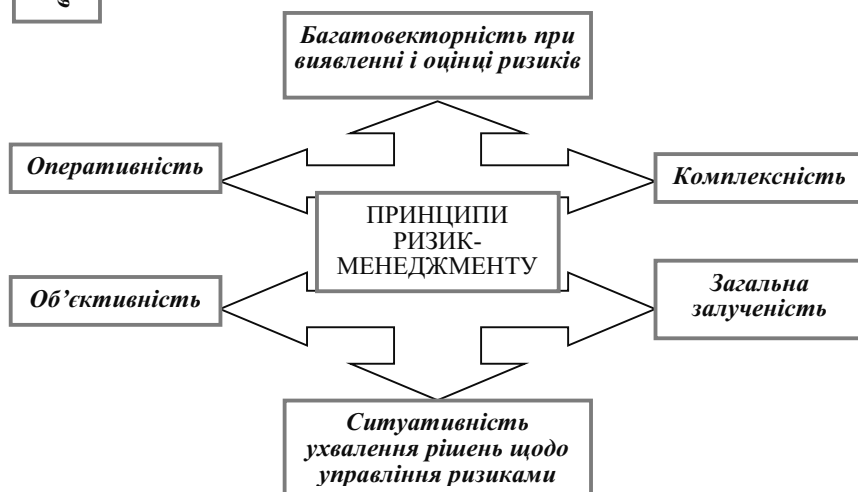 Багатовекторність при
виявленні і оцінці ризиків
Оперативність
Комплексність
ПРИНЦИПИ
РИЗИК-
МЕНЕДЖМЕНТУ
Об’єктивність
Загальна
залученість
Ситуативність
ухвалення рішень щодо
управління ризиками